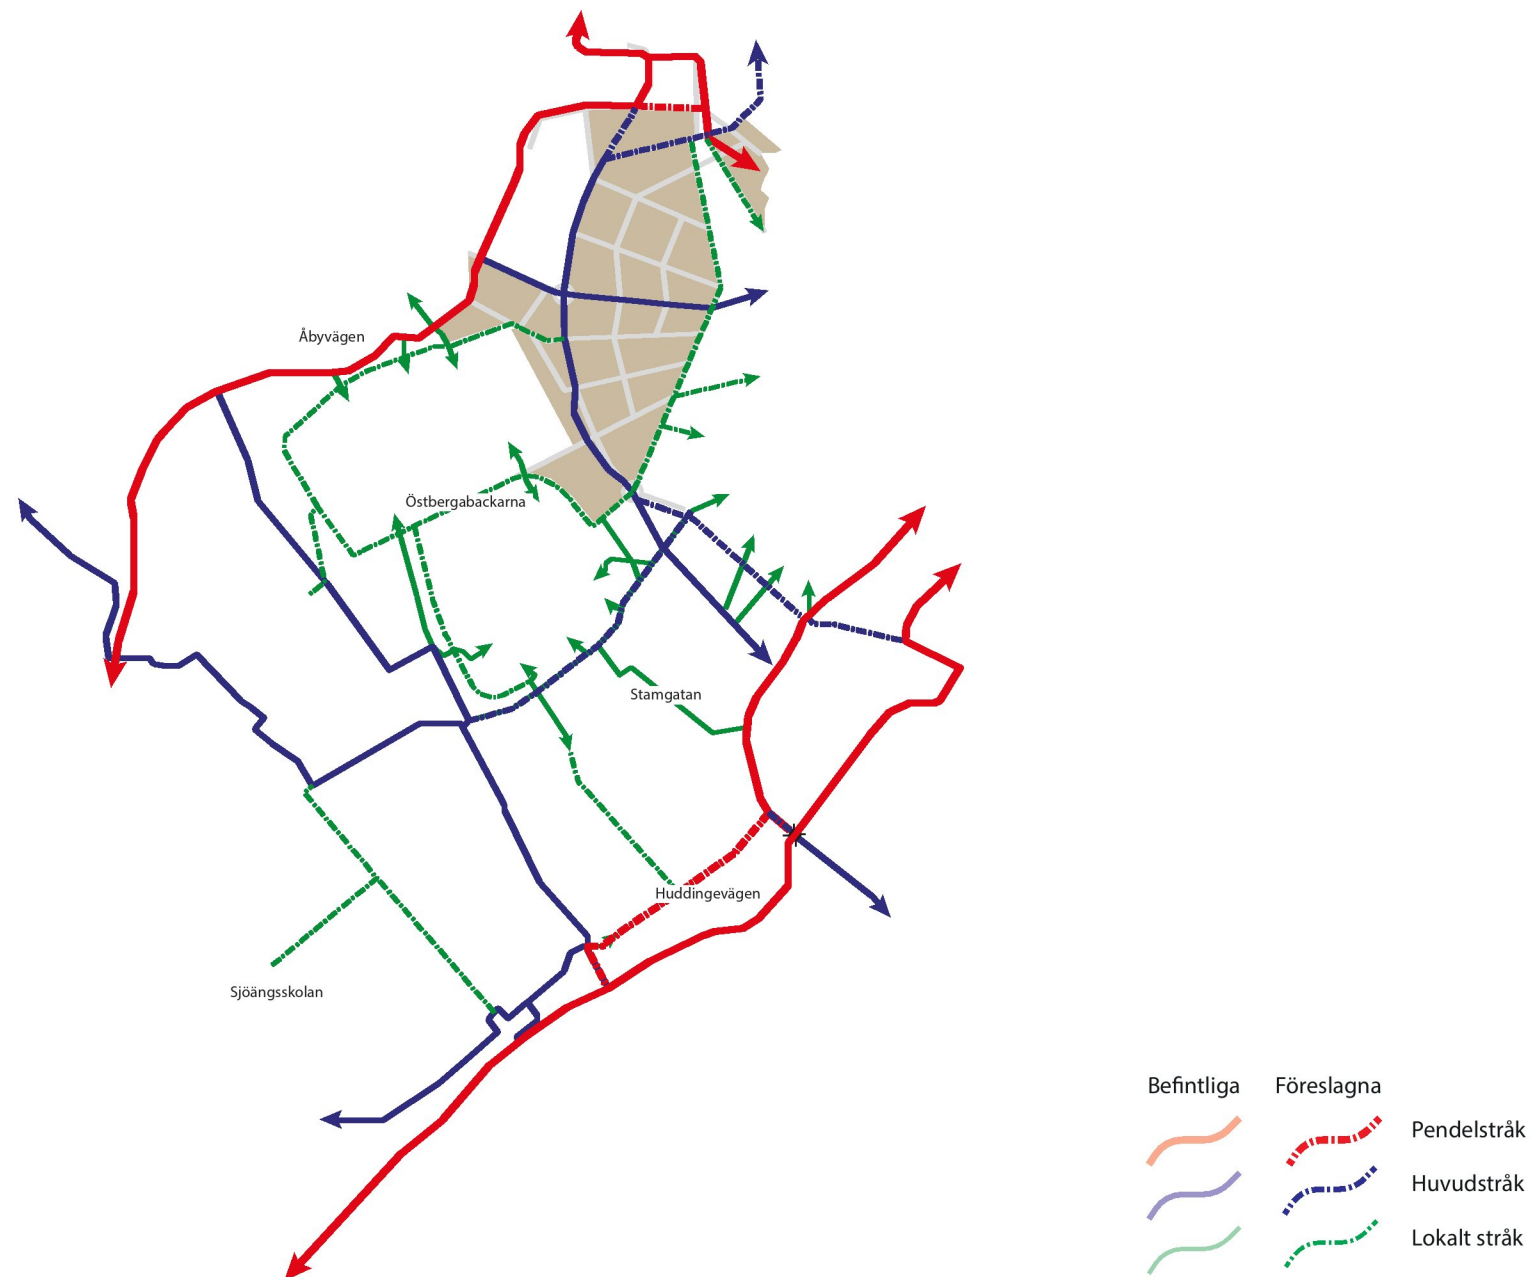 Åbyvägen
Östbergabackarna
Stamgatan
Huddingevägen
Sjöängsskolan
Befintliga Föreslagna
Pendelstråk
Huvudstråk
Lokalt stråk